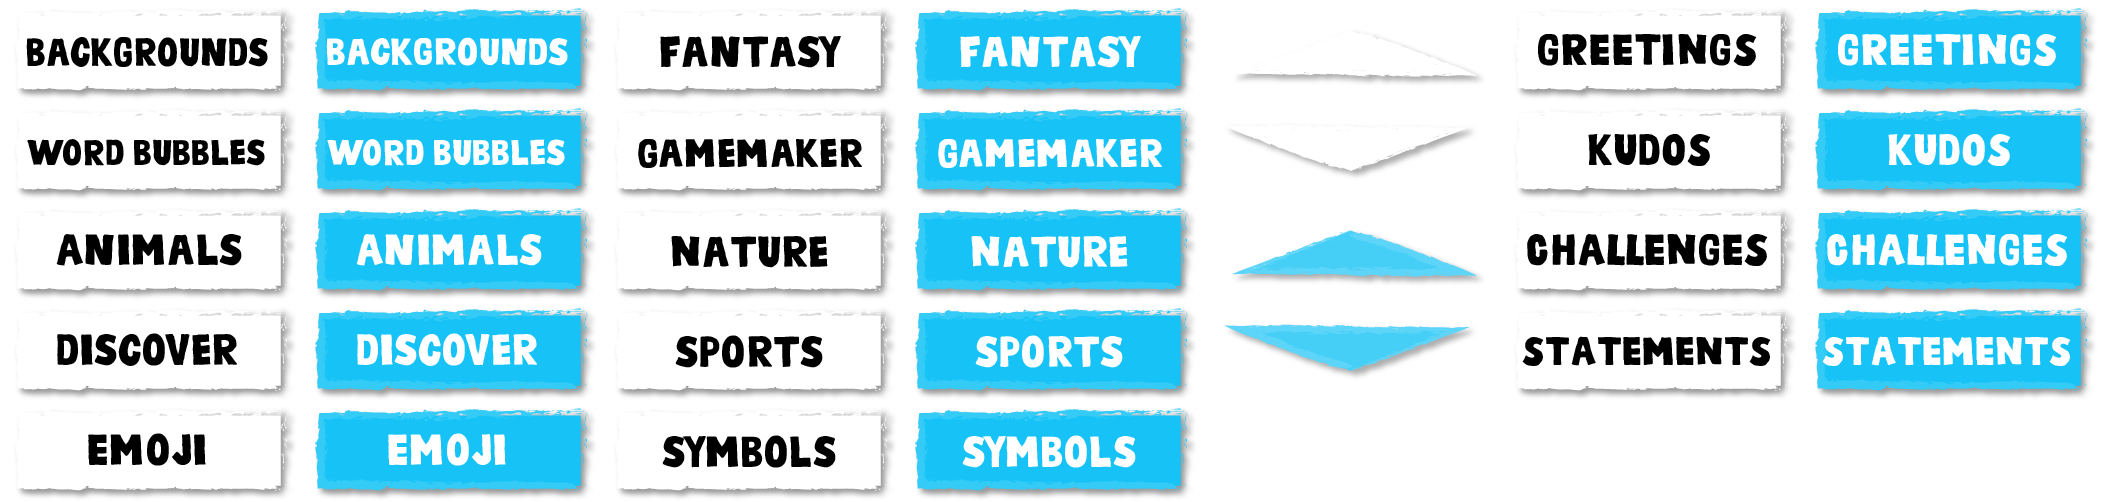 BACKGROUNDS BACKGROUNDS FANTASY FANTASY GREETINGS GREETINGS
WORD BUBBLES WORD BUBBLES GAMEMAKER GAMEMAKER KUDOS KUDOS
ANIMALS ANIMALS NATURE NATURE CHALLENGES CHALLENGES
DISCOVER DISCOVER SPORTS SPORTS STATEMENTS STATEMENTS
EMOJI EMOJI SYMBOLS SYMBOLS